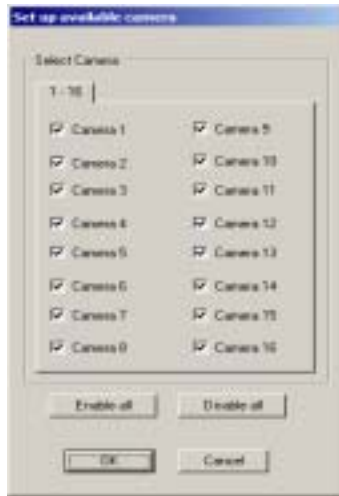 Set up available camera
Select Camera
1 - 16
Camera 1
Camera 2
Camera 3
Camera 4
Camera 5
Camera 6
Camera 7
Camera 8
Camera 9
Camera 10
Camera 11
Camera 12
Camera 13
Camera 14
Camera 15
Camera 16
Enable all
Disable all
OK
Cancel